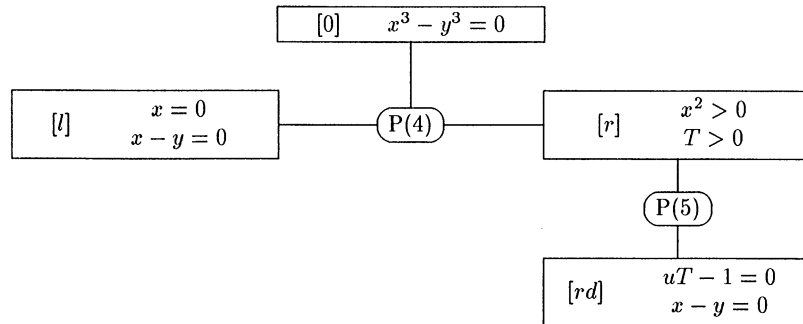 [0] x³ − y³ = 0
[l] x = 0
x − y = 0
P(4)
[r] x² > 0
T > 0
P(5)
[rd] uT − 1 = 0
x − y = 0